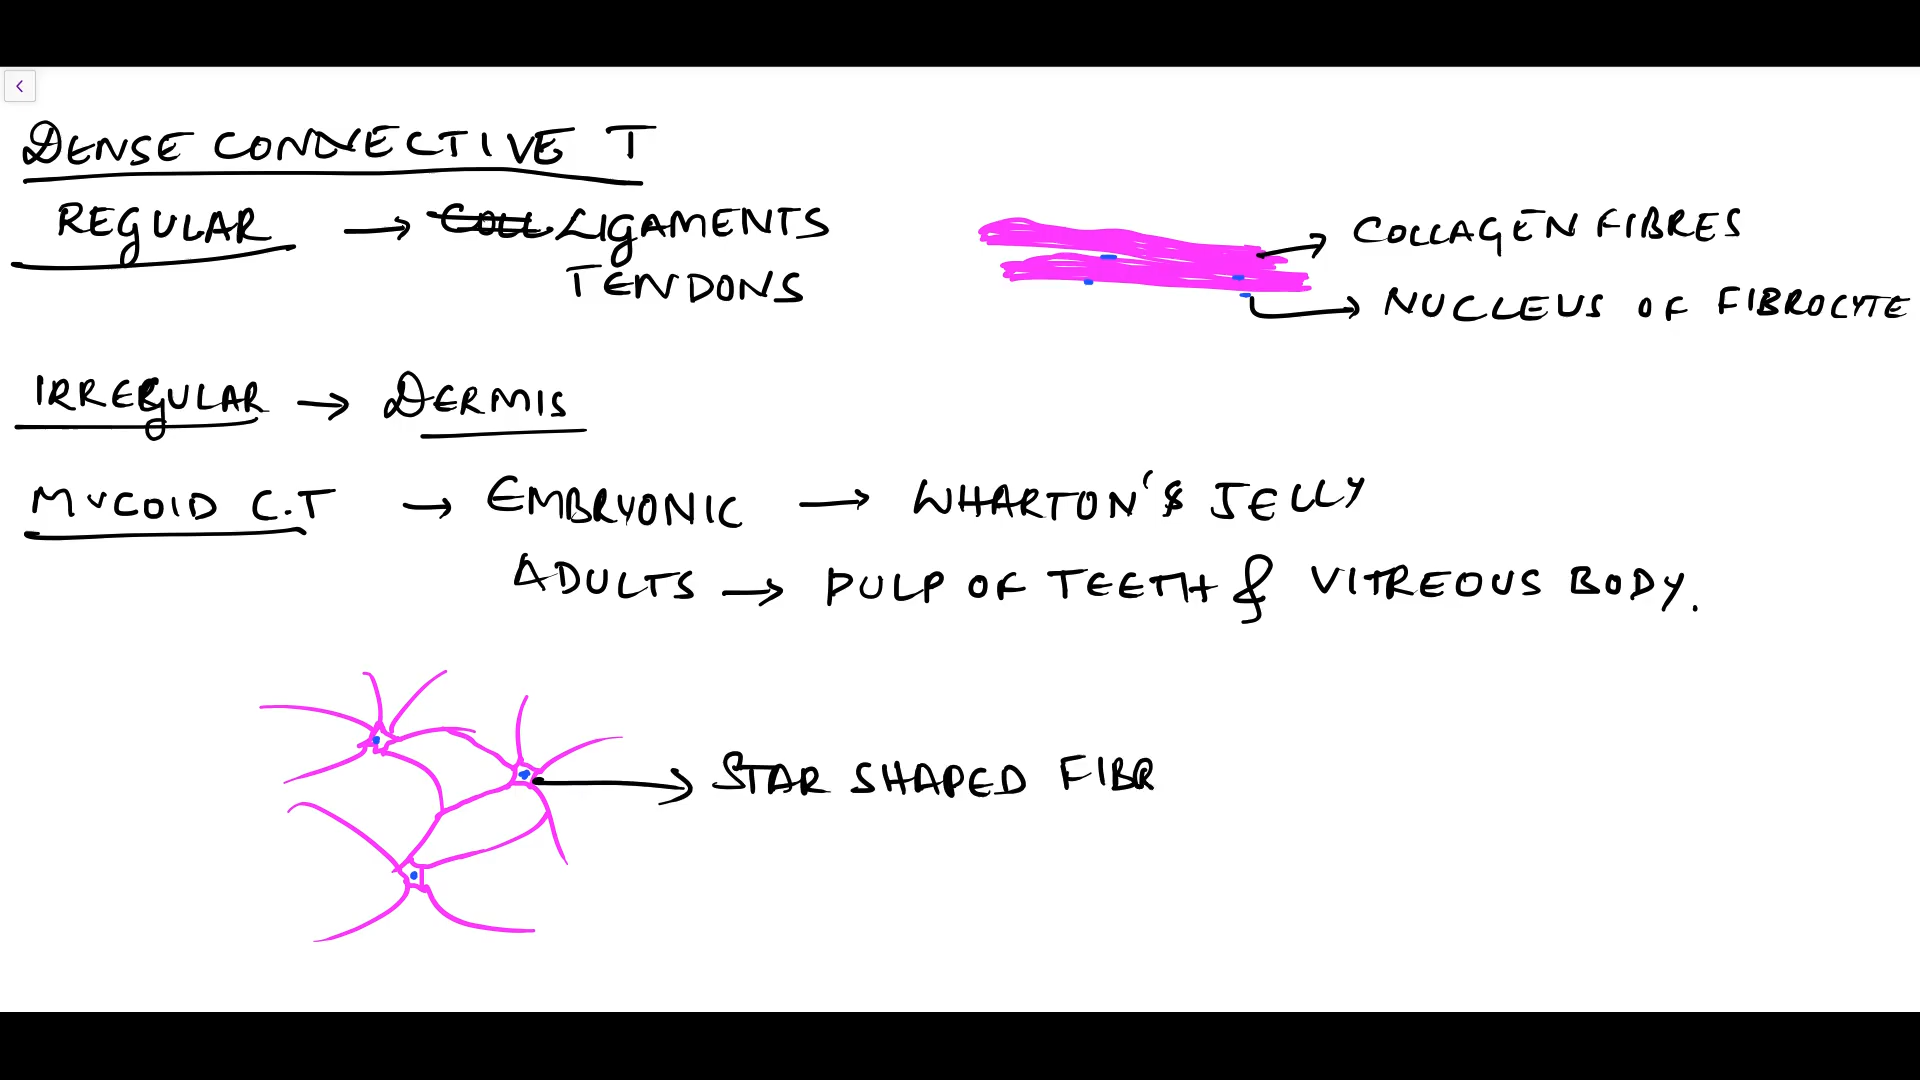 DENSE CONNECTIVE T
REGULAR → COLL LIGAMENTS
TENDONS
COLLAGEN FIBRES
NUCLEUS OF FIBROCYTE
IRREGULAR → DERMIS
MUCOID C.T → EMBRYONIC → WHARTON'S JELLY
ADULTS → PULP OF TEETH & VITREOUS BODY.
STAR SHAPED FIBR